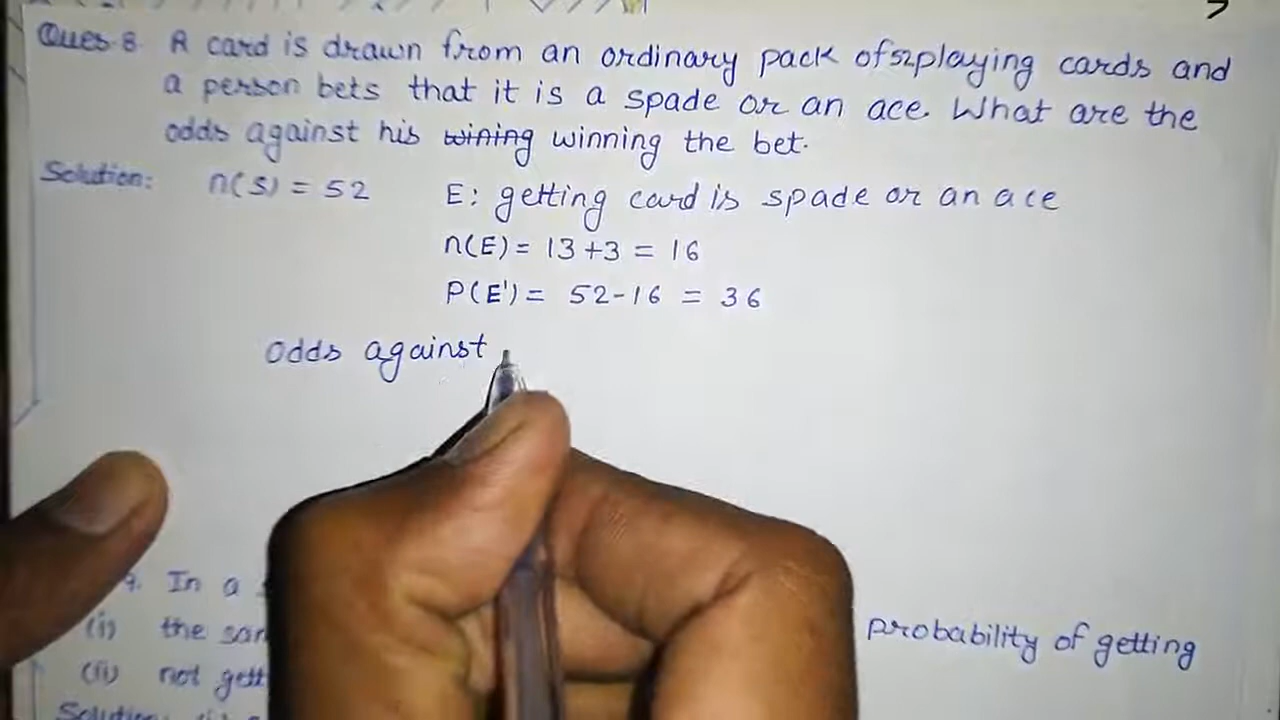 Ques 8. A card is drawn from an ordinary pack of 52 playing cards and
a person bets that it is a spade or an ace. What are the
odds against his wining winning the bet.
Solution: n(S) = 52 E: getting card is spade or an ace
n(E) = 13+3 = 16
P(E') = 52-16 = 36
odds against
9. In a
(i) the probability of getting
(ii) not